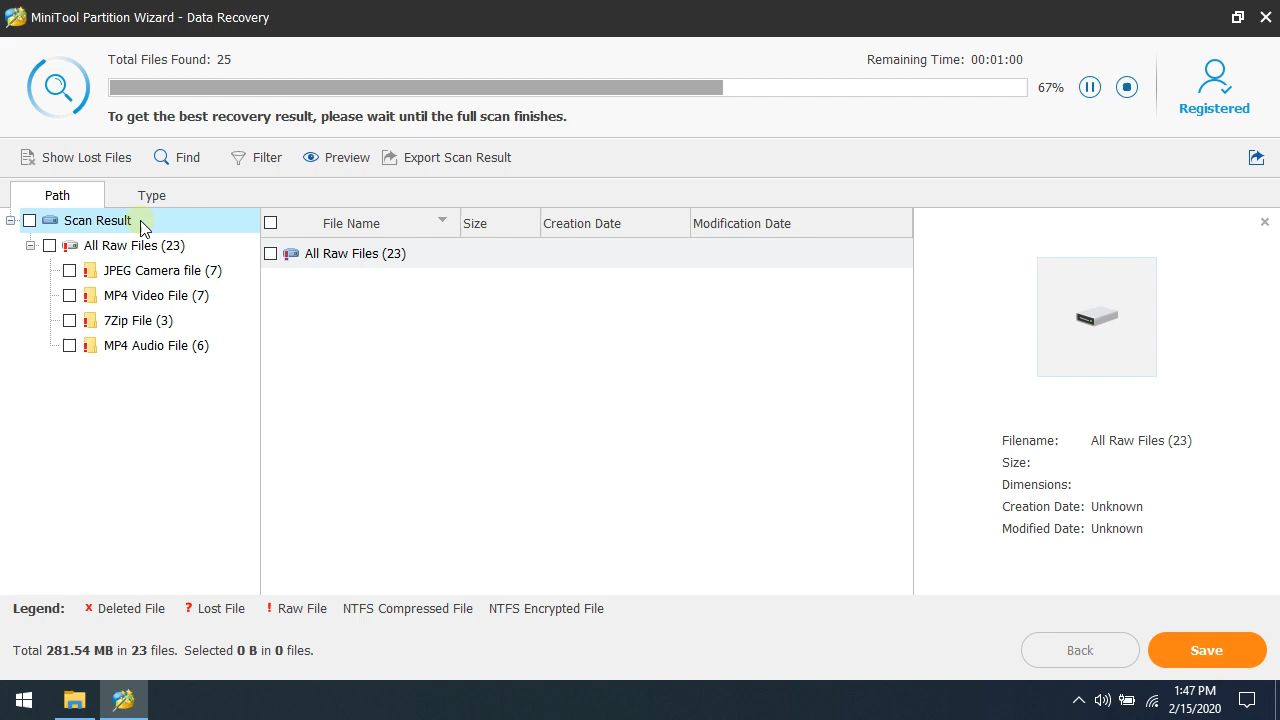 MiniTool Partition Wizard - Data Recovery
Total Files Found: 25
Remaining Time: 00:01:00
67%
To get the best recovery result, please wait until the full scan finishes.
Registered
Show Lost Files Find Filter Preview Export Scan Result
Path Type
Scan Result
All Raw Files (23)
JPEG Camera file (7)
MP4 Video File (7)
7Zip File (3)
MP4 Audio File (6)
File Name Size Creation Date Modification Date
All Raw Files (23)
Filename: All Raw Files (23)
Size:
Dimensions:
Creation Date: Unknown
Modified Date: Unknown
Legend: x Deleted File ? Lost File ! Raw File NTFS Compressed File NTFS Encrypted File
Total 281.54 MB in 23 files. Selected 0 B in 0 files.
Back Save
1:47 PM
2/15/2020